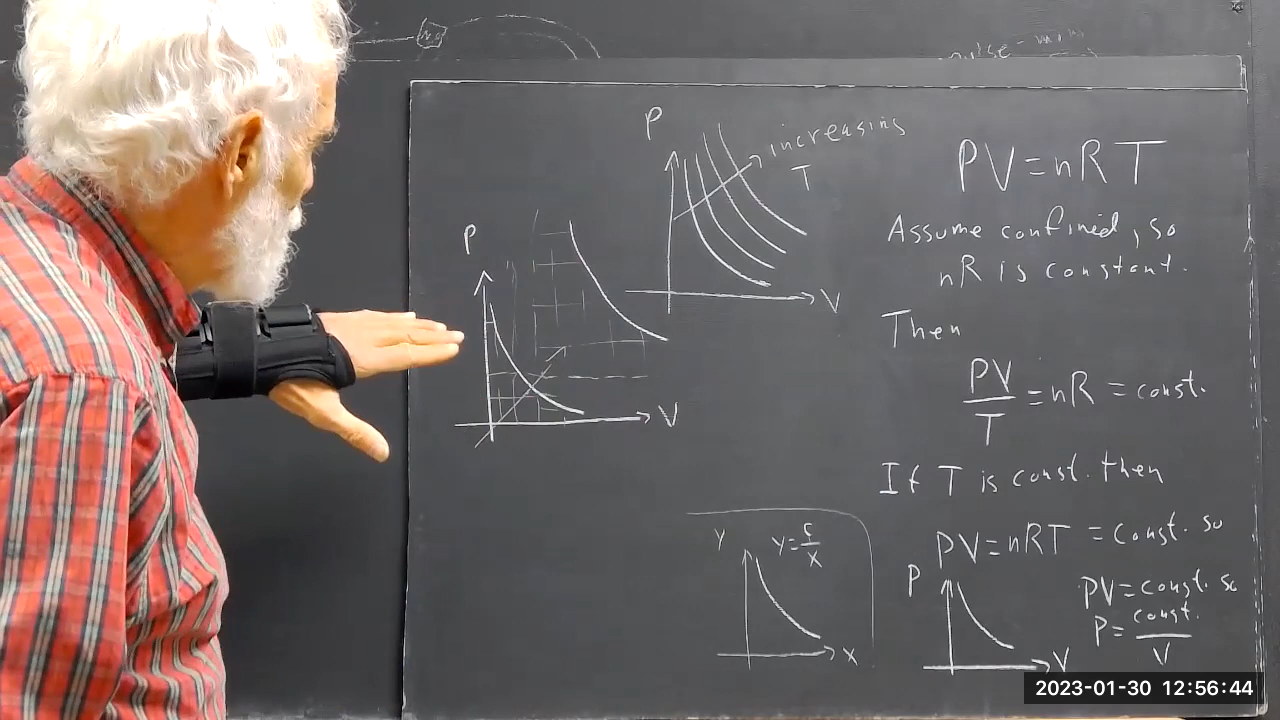 P
increasing
T
V
P
V
PV=nRT
Assume confined, so
nR is constant.
Then
PV/T = nR = const.
If T is const. then
PV=nRT = const. so
PV=const. so
P= const./V
P
V
Y
Y=c/X
X
2023-01-30 12:56:44